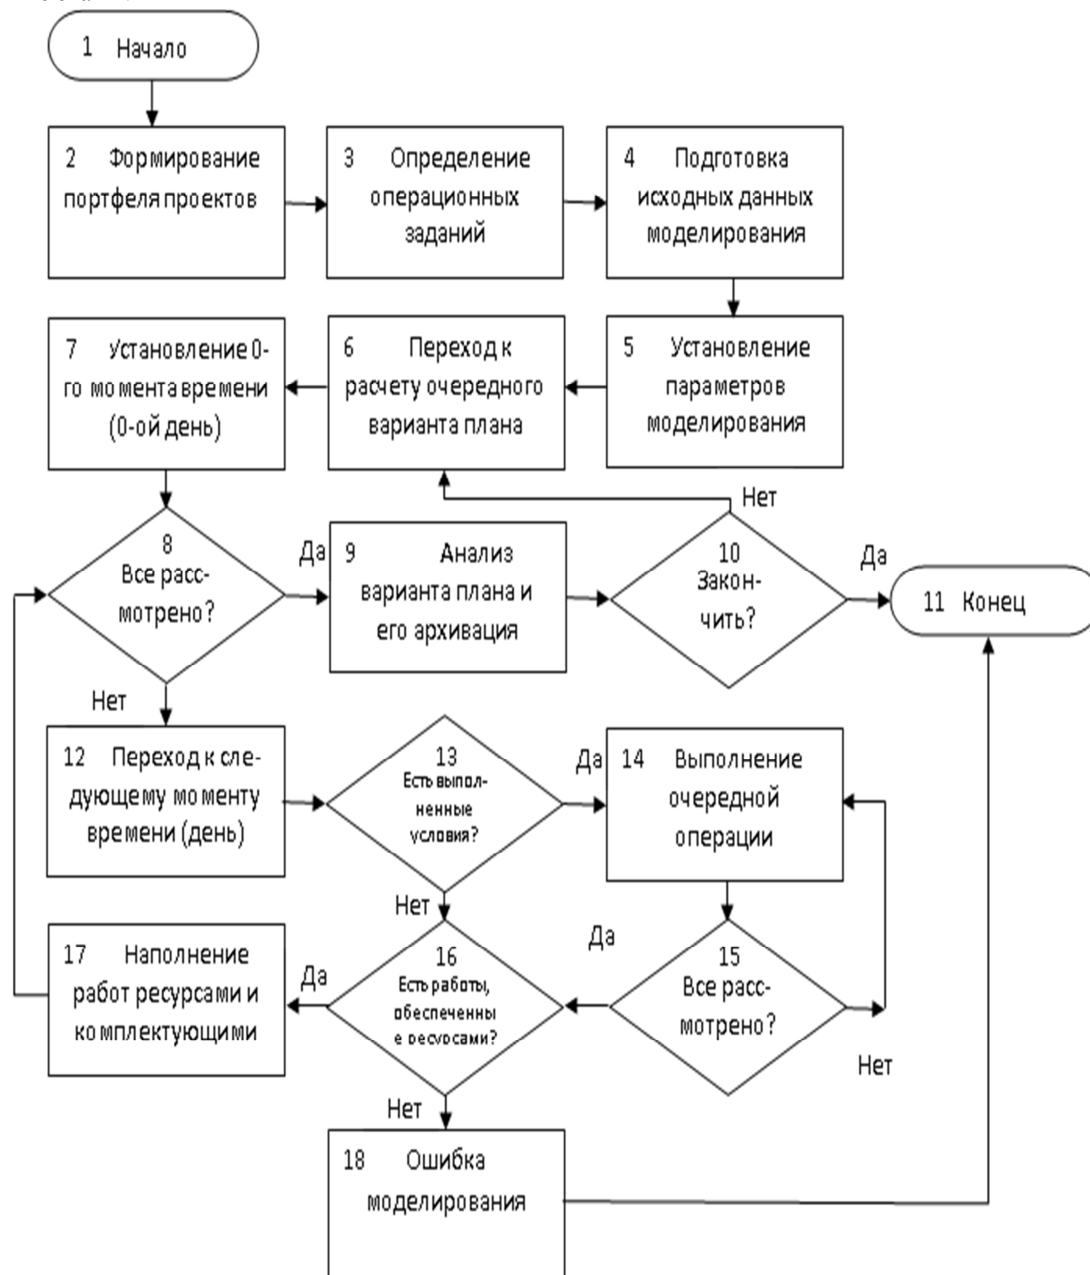 1 Начало
2 Формирование
портфеля проектов
3 Определение
операционных
заданий
4 Подготовка
исходных данных
моделирования
7 Установление 0-
го момента времени
(0-ой день)
6 Переход к
расчету очередного
варианта плана
5 Установление
параметров
моделирования
Нет
8
Все расс-
мотрено?
Да
9 Анализ
варианта плана и
его архивация
10
Закон-
чить?
Да
11 Конец
Нет
12 Переход к сле-
дующему моменту
времени (день)
13
Есть выпол-
ненные
условия?
Да
14 Выполнение
очередной
операции
Нет
17 Наполнение
работ ресурсами и
комплектующими
Да
16
Есть работы,
обеспеченны
е ресурсами?
Да
15
Все расс-
мотрено?
Нет
Нет
18 Ошибка
моделирования